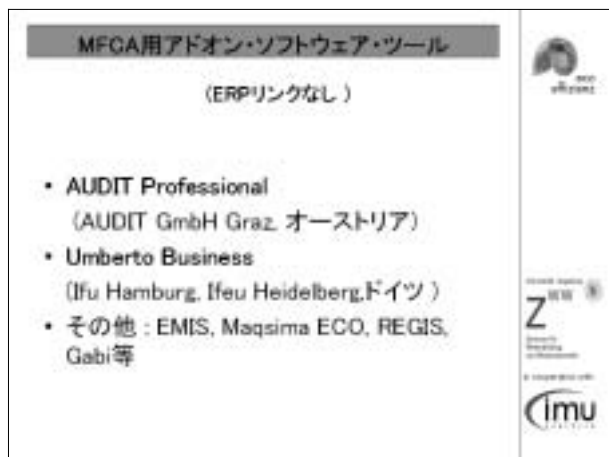 MFCA用アドオン・ソフトウェア・ツール
(ERPリンクなし )
• AUDIT Professional
(AUDIT GmbH Graz, オーストリア)
• Umberto Business
(Ifu Hamburg, Ifeu Heidelberg,ドイツ )
• その他 : EMIS, Maqsima ECO, REGIS,
Gabi等
eco
effizienz
Z
imu